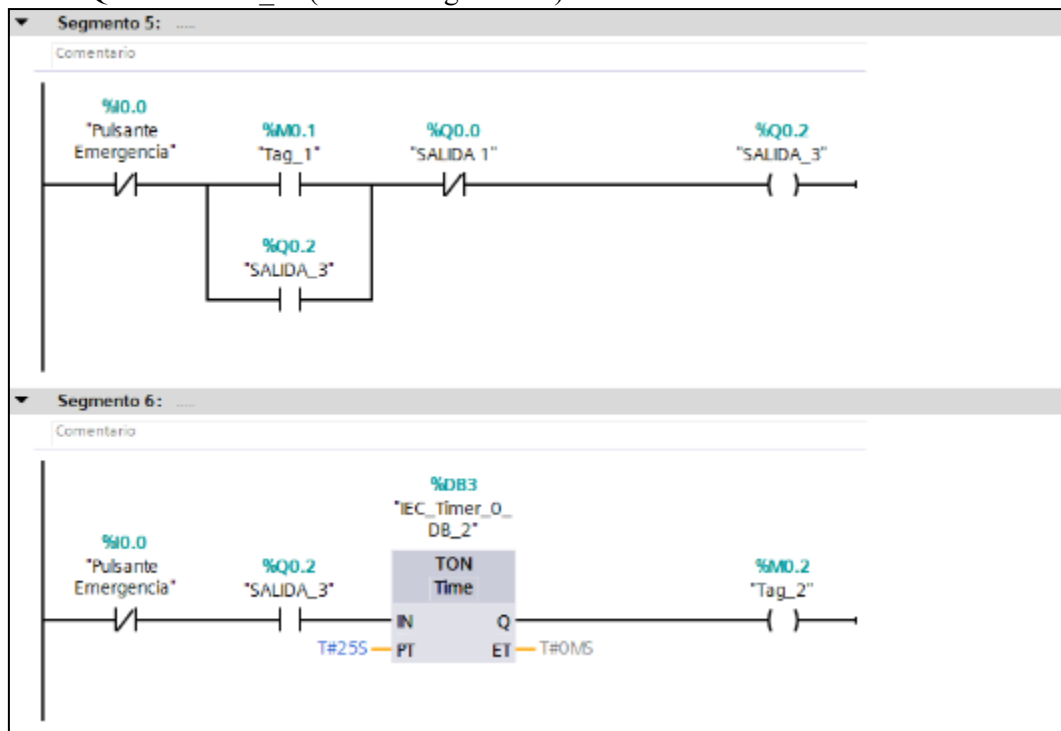 Segmento 5: .....
Comentario
%I0.0
"Pulsante
Emergencia"
%M0.1
"Tag_1"
%Q0.0
"SALIDA 1"
%Q0.2
"SALIDA_3"
%Q0.2
"SALIDA_3"
Segmento 6: .....
Comentario
%DB3
"IEC_Timer_0_
DB_2"
%I0.0
"Pulsante
Emergencia"
%Q0.2
"SALIDA_3"
TON
Time
%M0.2
"Tag_2"
IN Q
T#25S PT ET T#0MS